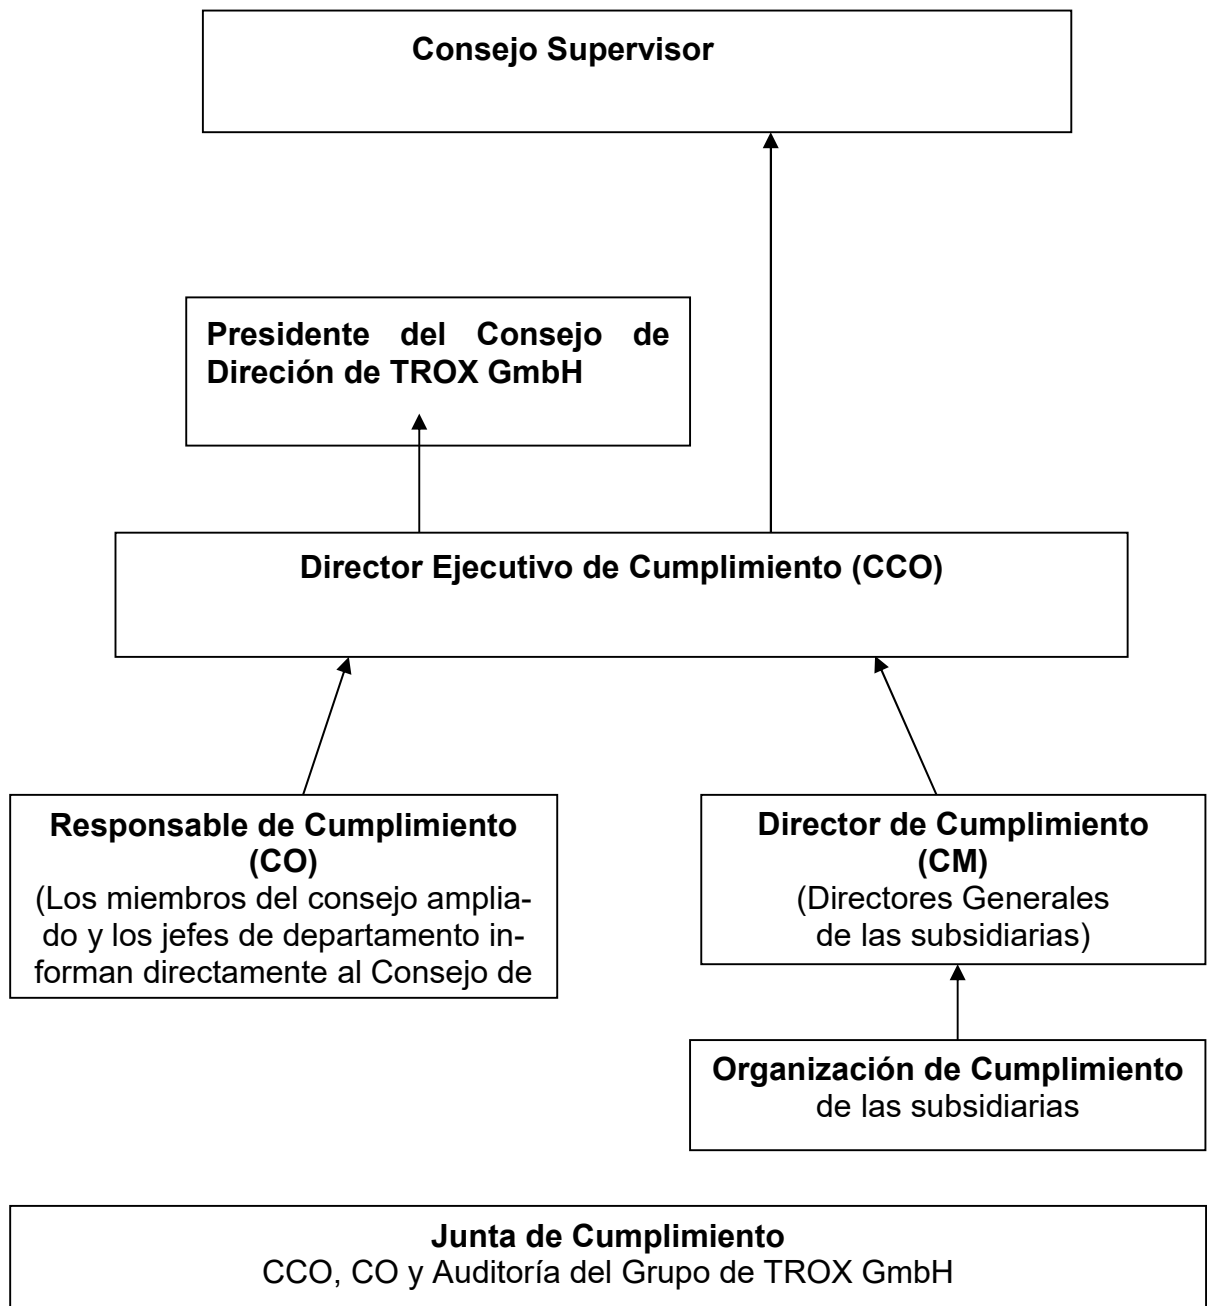 Consejo Supervisor
Presidente del Consejo de
Direción de TROX GmbH
Director Ejecutivo de Cumplimiento (CCO)
Responsable de Cumplimiento
(CO)
(Los miembros del consejo amplia-
do y los jefes de departamento in-
forman directamente al Consejo de
Director de Cumplimiento
(CM)
(Directores Generales
de las subsidiarias)
Organización de Cumplimiento
de las subsidiarias
Junta de Cumplimiento
CCO, CO y Auditoría del Grupo de TROX GmbH